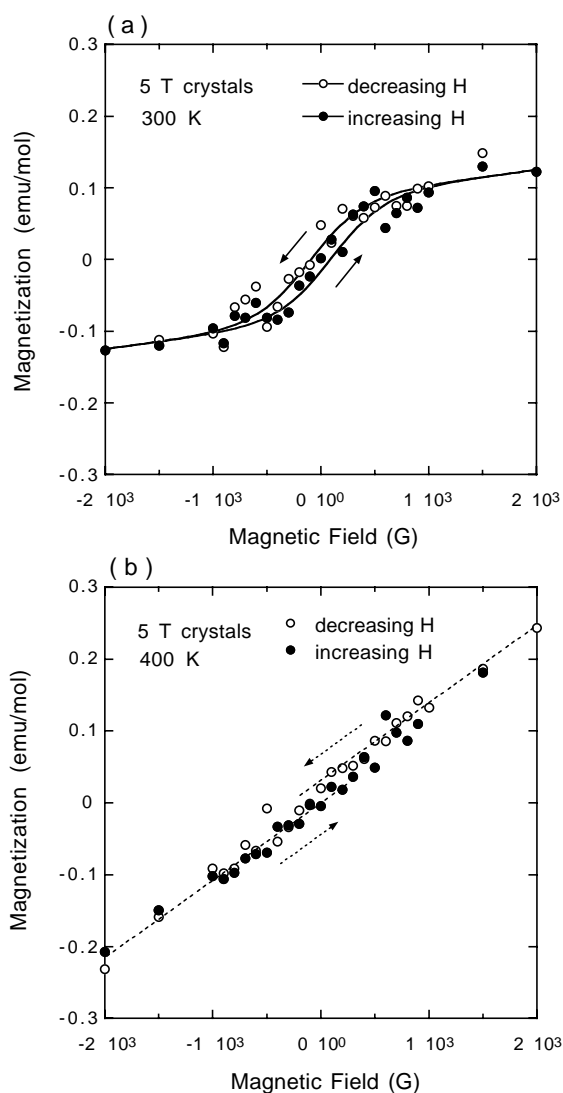 (a)
0.3
0.2
0.1
0
-0.1
-0.2
-0.3
Magnetization (emu/mol)
5 T crystals
300 K
decreasing H
increasing H
-2 10³
-1 10³
0 10⁰
1 10³
2 10³
Magnetic Field (G)
(b)
0.3
0.2
0.1
0
-0.1
-0.2
-0.3
Magnetization (emu/mol)
5 T crystals
400 K
decreasing H
increasing H
-2 10³
-1 10³
0 10⁰
1 10³
2 10³
Magnetic Field (G)